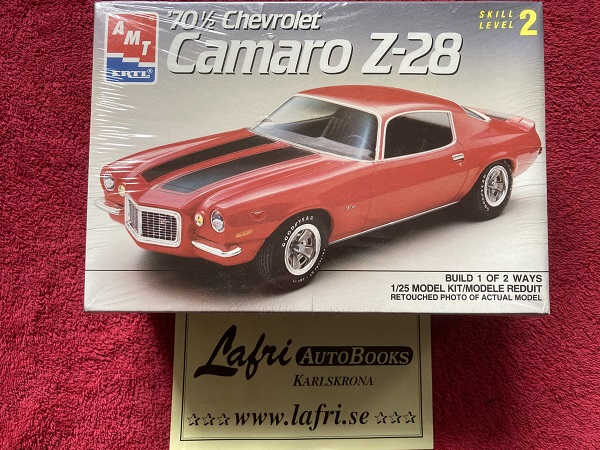 AMT
ERTL®
'70½ Chevrolet®
Camaro Z-28
SKILL
LEVEL 2
GOODYEAR
BUILD 1 OF 2 WAYS
1/25 MODEL KIT/MODELE REDUIT
RETOUCHED PHOTO OF ACTUAL MODEL
Lafri AUTOBOOKS
KARLSKRONA
☆☆☆ www.lafri.se ☆☆☆